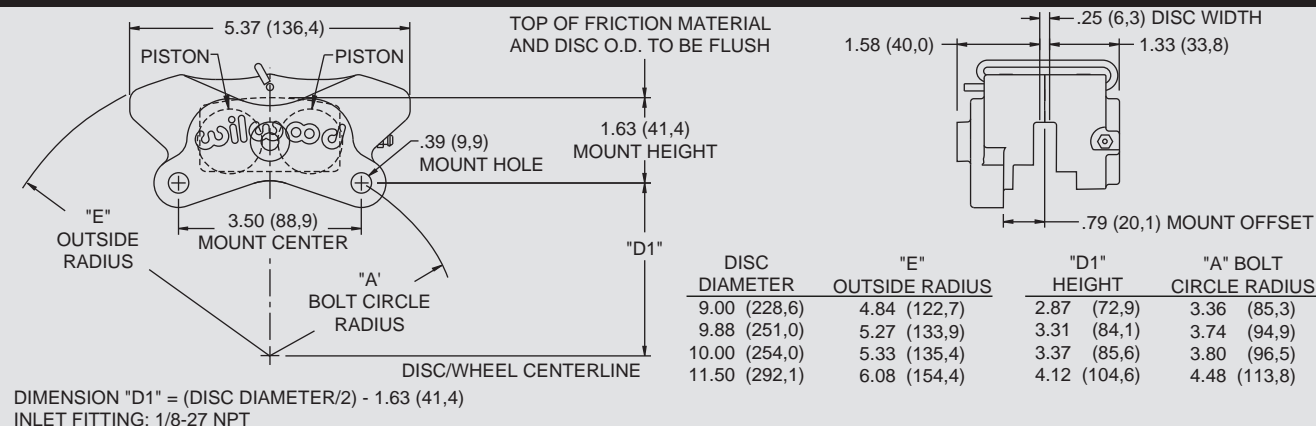 5.37 (136,4)
PISTON
PISTON
TOP OF FRICTION MATERIAL
AND DISC O.D. TO BE FLUSH
1.63 (41,4)
MOUNT HEIGHT
wilwood
.39 (9,9)
MOUNT HOLE
3.50 (88,9)
MOUNT CENTER
"E"
OUTSIDE
RADIUS
"A'
BOLT CIRCLE
RADIUS
"D1"
DISC/WHEEL CENTERLINE
DIMENSION "D1" = (DISC DIAMETER/2) - 1.63 (41,4)
INLET FITTING: 1/8-27 NPT
.25 (6,3) DISC WIDTH
1.58 (40,0)
1.33 (33,8)
.79 (20,1) MOUNT OFFSET
DISC "E" "D1" "A" BOLT
DIAMETER OUTSIDE RADIUS HEIGHT CIRCLE RADIUS
9.00 (228,6) 4.84 (122,7) 2.87 (72,9) 3.36 (85,3)
9.88 (251,0) 5.27 (133,9) 3.31 (84,1) 3.74 (94,9)
10.00 (254,0) 5.33 (135,4) 3.37 (85,6) 3.80 (96,5)
11.50 (292,1) 6.08 (154,4) 4.12 (104,6) 4.48 (113,8)